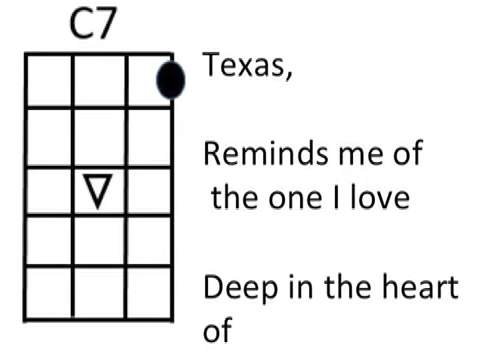 C7
Texas,
Reminds me of
the one I love
Deep in the heart
of